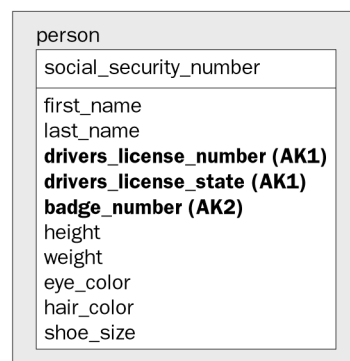 person
social_security_number
first_name
last_name
drivers_license_number (AK1)
drivers_license_state (AK1)
badge_number (AK2)
height
weight
eye_color
hair_color
shoe_size